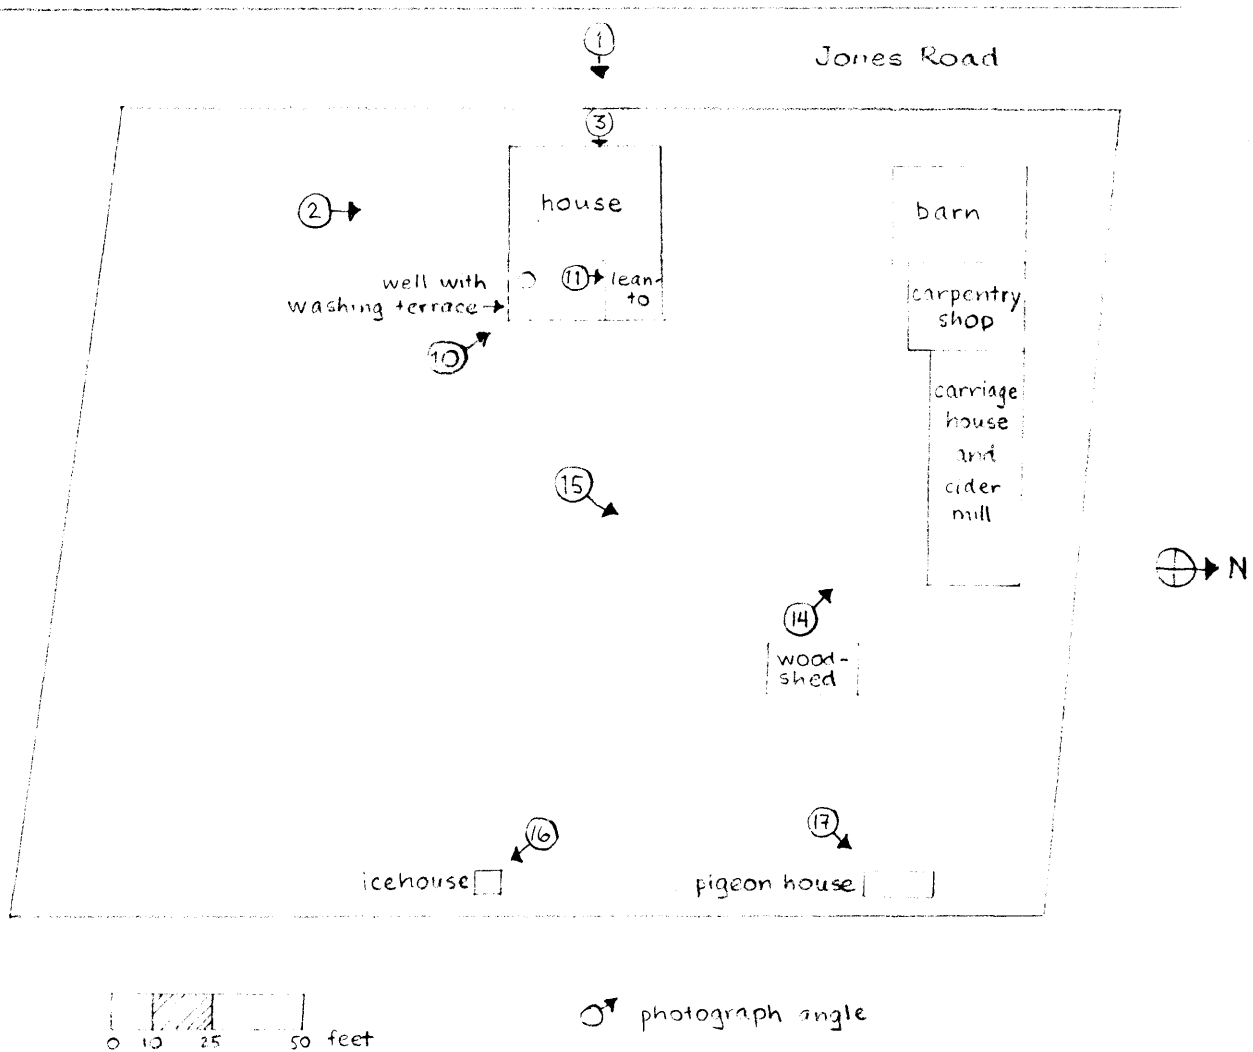 1
Jones Road
3
2
house
barn
well with
washing terrace
11
lean-
to
carpentry
shop
10
carriage
house
and
cider
mill
15
N
14
wood-
shed
16
17
icehouse
pigeon house
0 10 25 50 feet
photograph angle